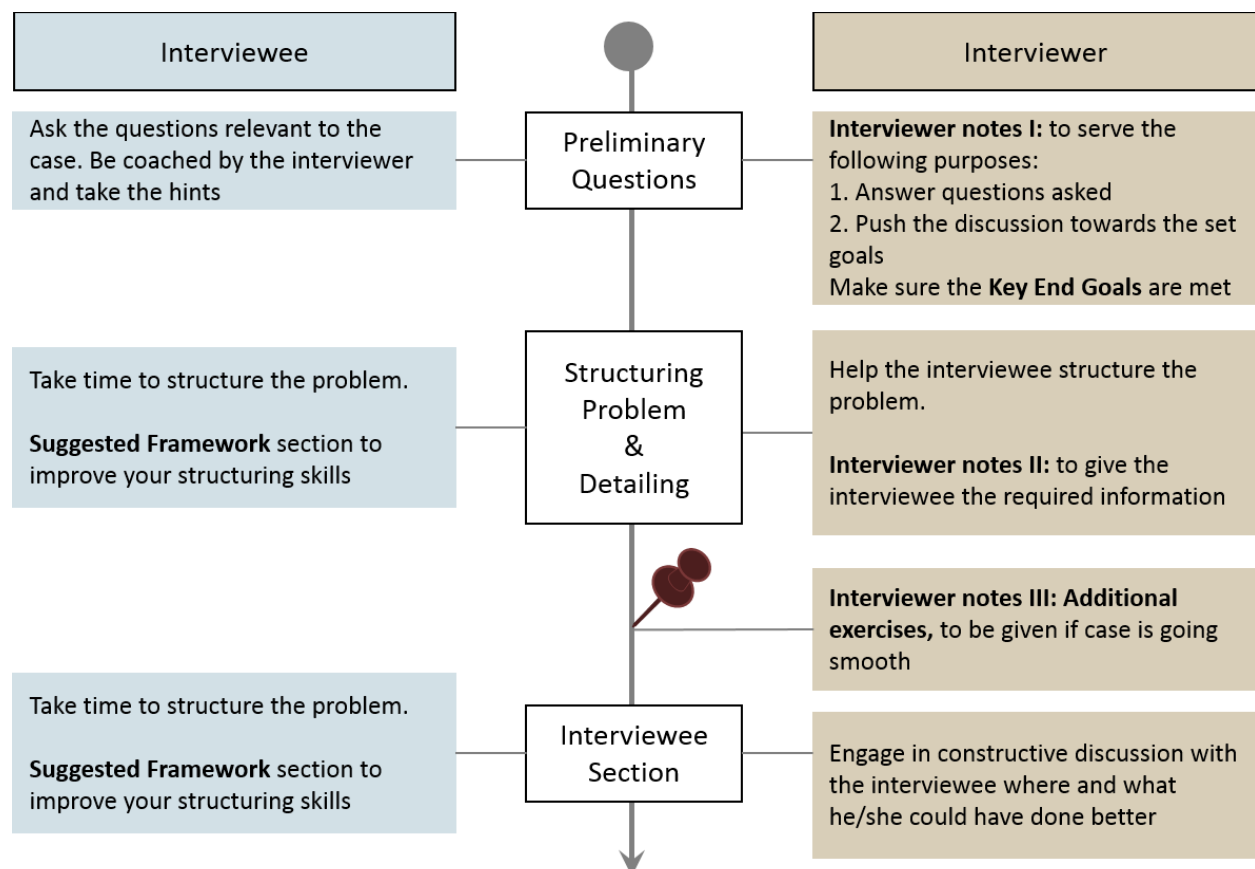 Interviewee
Interviewer
Ask the questions relevant to the
case. Be coached by the interviewer
and take the hints
Preliminary
Questions
Interviewer notes I: to serve the
following purposes:
1. Answer questions asked
2. Push the discussion towards the set
goals
Make sure the Key End Goals are met
Take time to structure the problem.
Suggested Framework section to
improve your structuring skills
Structuring
Problem
&
Detailing
Help the interviewee structure the
problem.
Interviewer notes II: to give the
interviewee the required information
Interviewer notes III: Additional
exercises, to be given if case is going
smooth
Take time to structure the problem.
Suggested Framework section to
improve your structuring skills
Interviewee
Section
Engage in constructive discussion with
the interviewee where and what
he/she could have done better